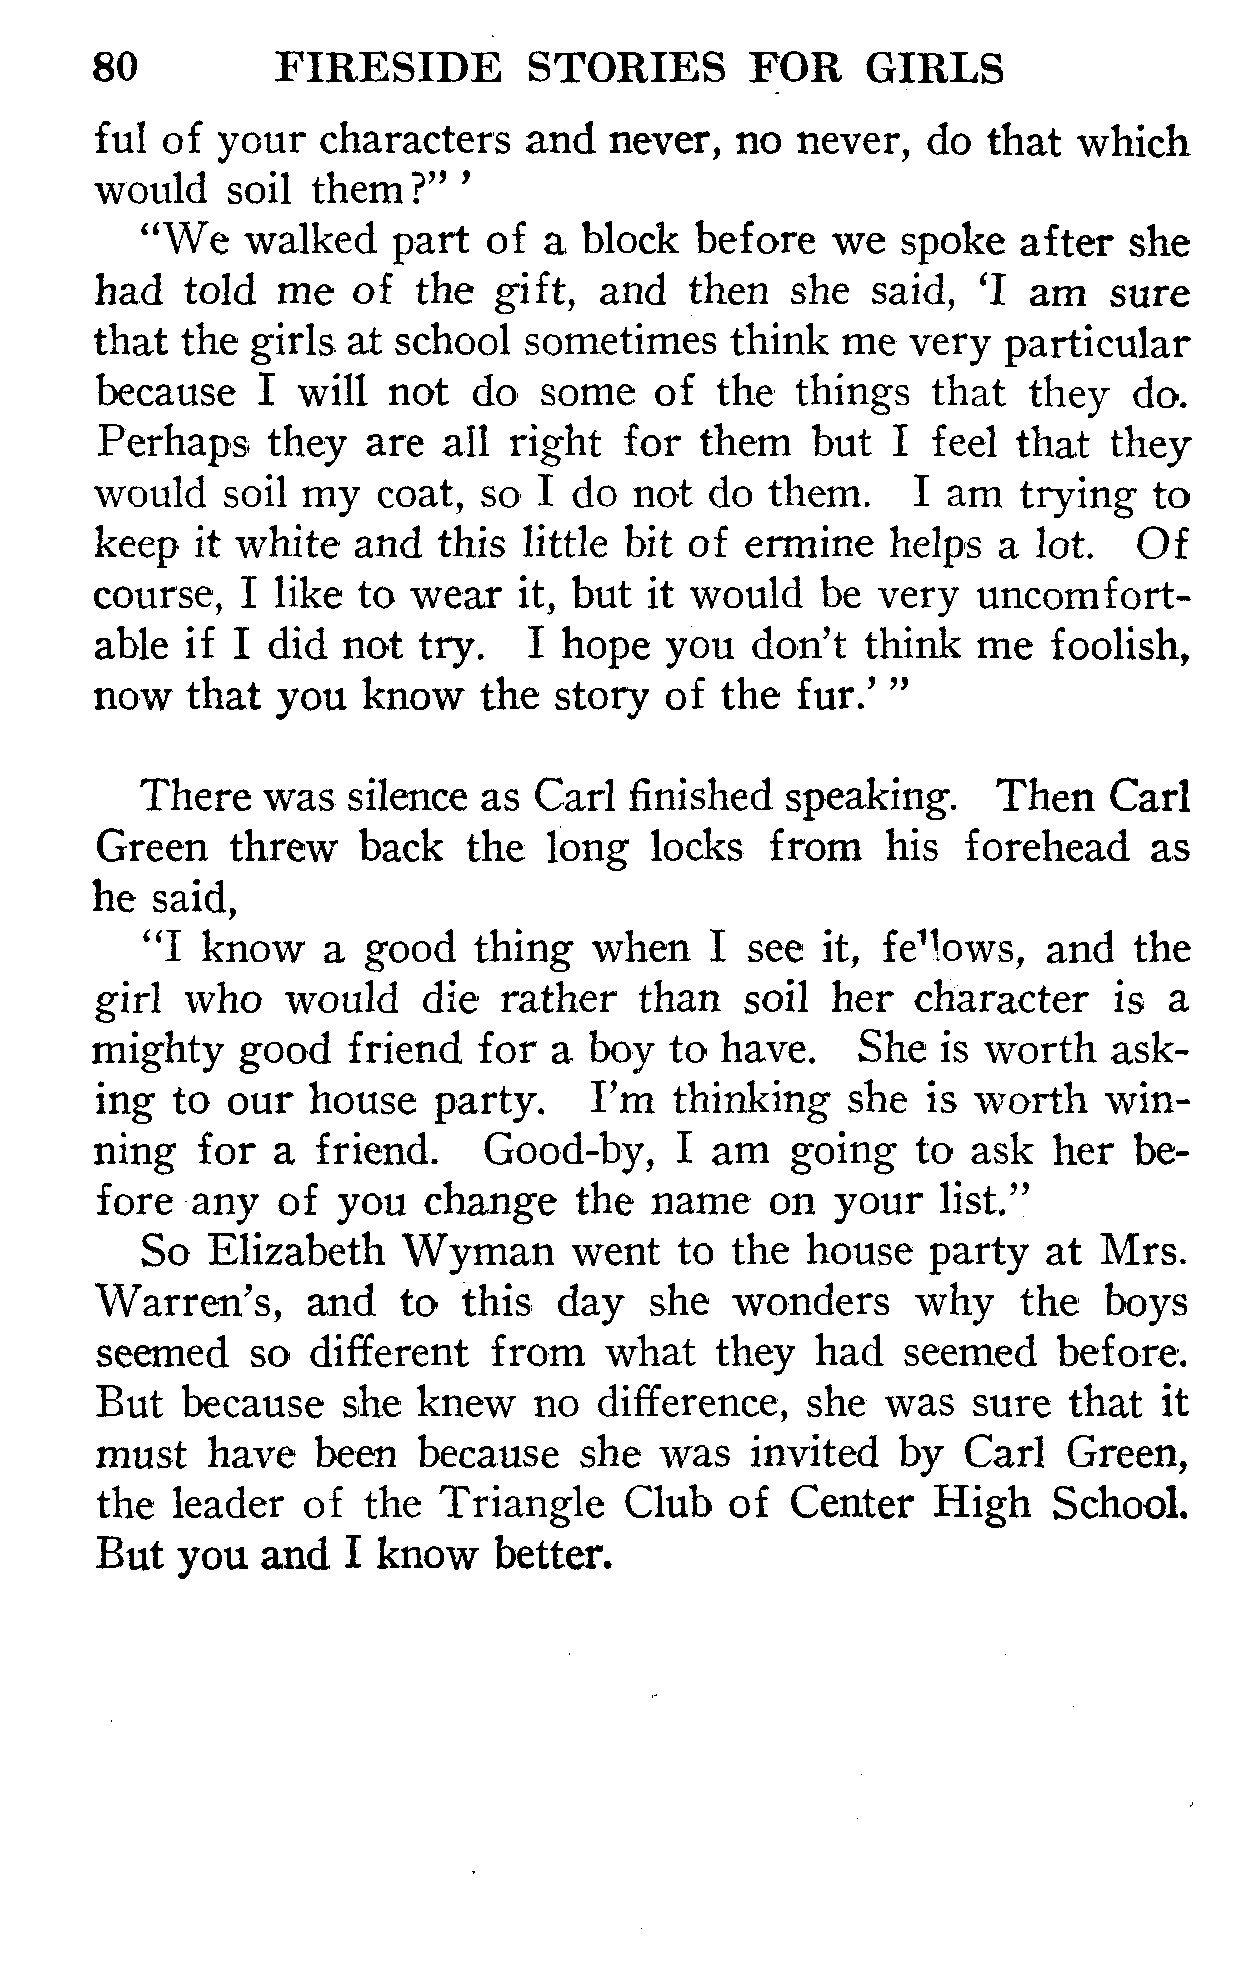 80 FIRESIDE STORIES FOR GIRLS
ful of your characters and never, no never, do that which
would soil them?" '
"We walked part of a block before we spoke after she
had told me of the gift, and then she said, 'I am sure
that the girls at school sometimes think me very particular
because I will not do some of the things that they do.
Perhaps they are all right for them but I feel that they
would soil my coat, so I do not do them. I am trying to
keep it white and this little bit of ermine helps a lot. Of
course, I like to wear it, but it would be very uncomfort-
able if I did not try. I hope you don't think me foolish,
now that you know the story of the fur.' "
There was silence as Carl finished speaking. Then Carl
Green threw back the long locks from his forehead as
he said,
"I know a good thing when I see it, fellows, and the
girl who would die rather than soil her character is a
mighty good friend for a boy to have. She is worth ask-
ing to our house party. I'm thinking she is worth win-
ning for a friend. Good-by, I am going to ask her be-
fore any of you change the name on your list."
So Elizabeth Wyman went to the house party at Mrs.
Warren's, and to this day she wonders why the boys
seemed so different from what they had seemed before.
But because she knew no difference, she was sure that it
must have been because she was invited by Carl Green,
the leader of the Triangle Club of Center High School.
But you and I know better.